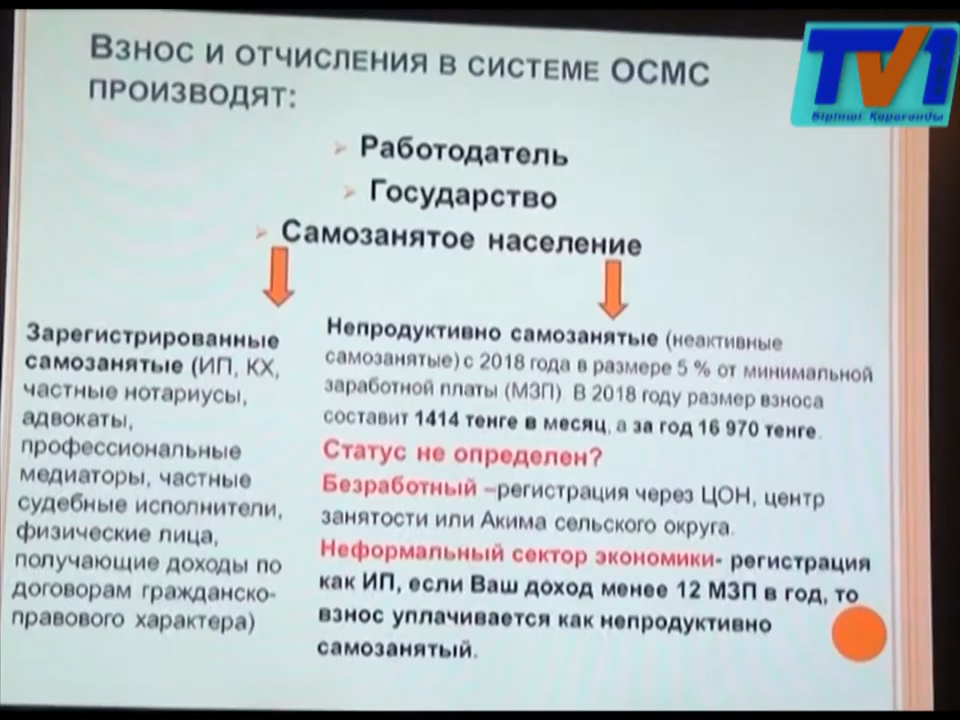 Взнос и отчисления в системе ОСМС
производят:
Работодатель
Государство
Самозанятое население
Зарегистрированные
самозанятые (ИП, КХ,
частные нотариусы,
адвокаты,
профессиональные
медиаторы, частные
судебные исполнители,
физические лица,
получающие доходы по
договорам гражданско-
правового характера)
Непродуктивно самозанятые (неактивные
самозанятые) с 2018 года в размере 5 % от минимальной
заработной платы (МЗП). В 2018 году размер взноса
составит 1414 тенге в месяц, а за год 16 970 тенге.
Статус не определен?
Безработный –регистрация через ЦОН, центр
занятости или Акима сельского округа.
Неформальный сектор экономики- регистрация
как ИП, если Ваш доход менее 12 МЗП в год, то
взнос уплачивается как непродуктивно
самозанятый.
TV1
Бірінші Қарағанды